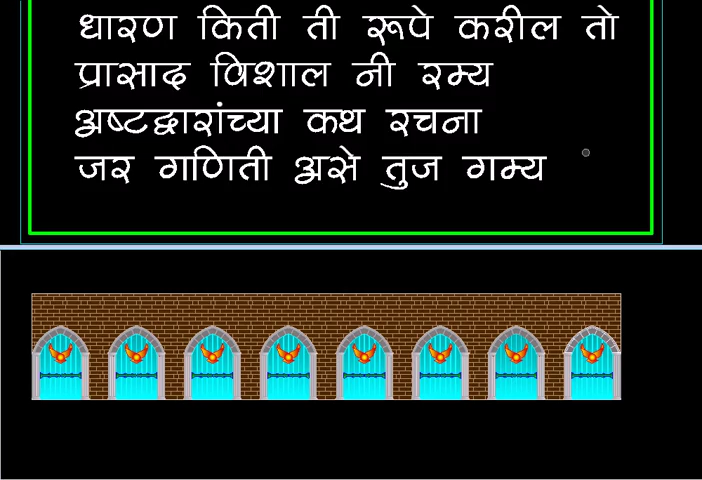 धारण किती ती रूपे करील तो
प्रासाद विशाल नी रम्य
अष्टद्वारांच्या कथ रचना
जर गणिती असे तुज गम्य